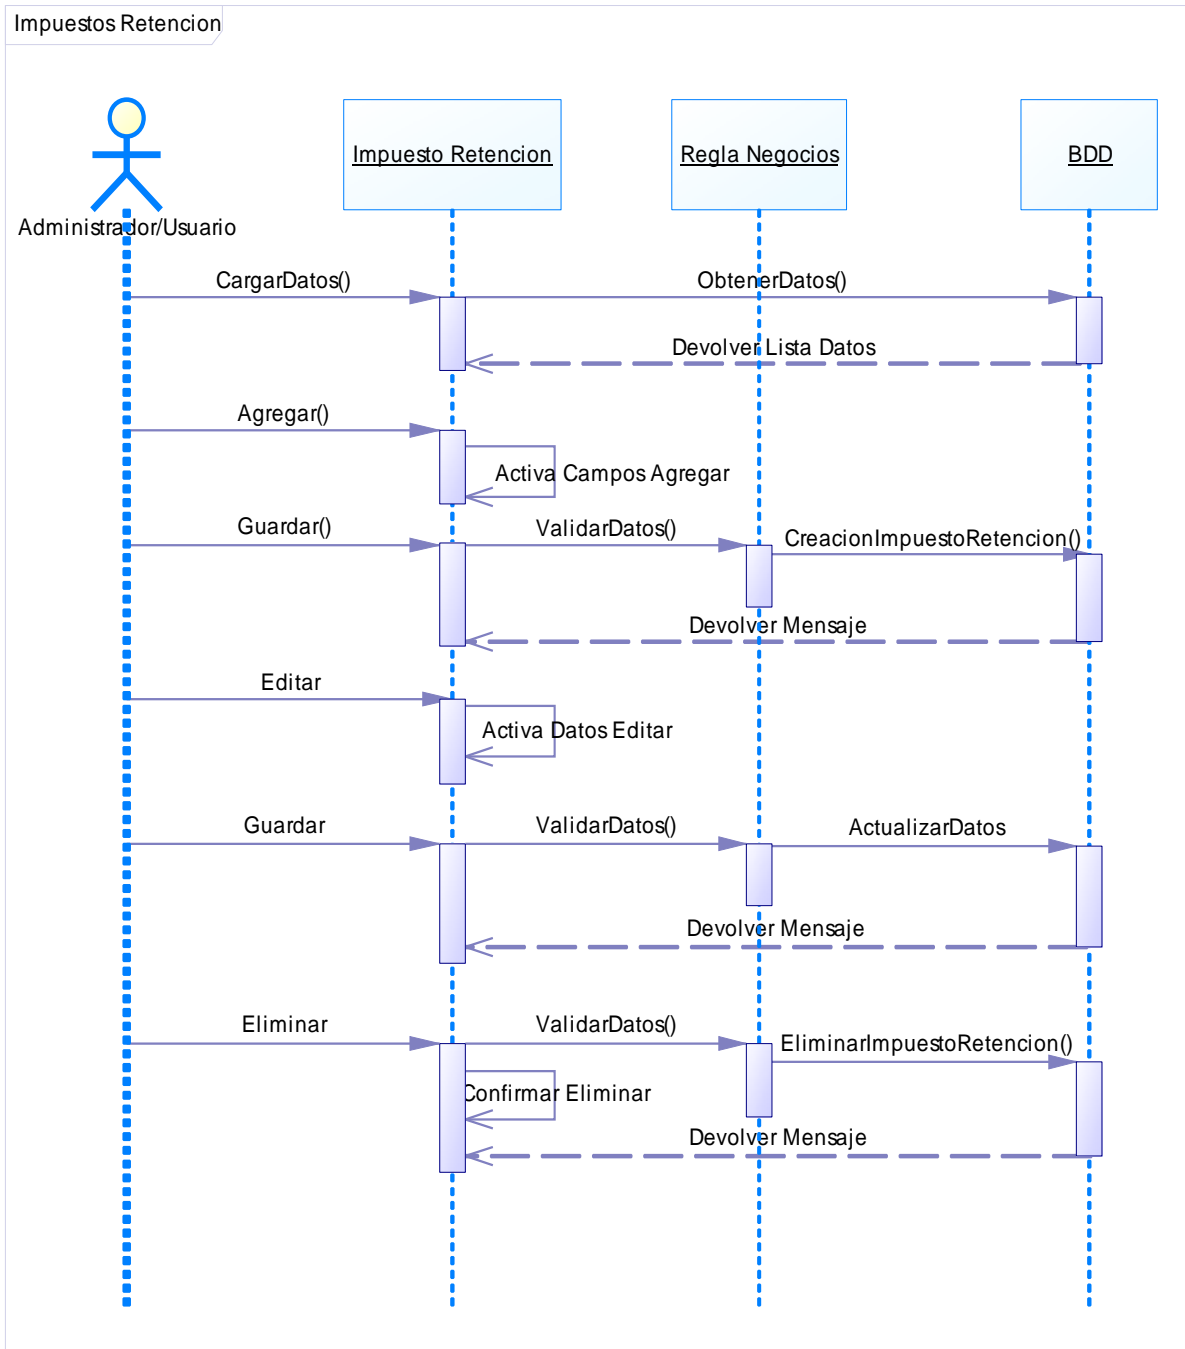 Impuestos Retencion
Impuesto Retencion
Regla Negocios
BDD
Administrador/Usuario
CargarDatos()
ObtenerDatos()
Devolver Lista Datos
Agregar()
Activa Campos Agregar
Guardar()
ValidarDatos()
CreacionImpuestoRetencion()
Devolver Mensaje
Editar
Activa Datos Editar
Guardar
ValidarDatos()
ActualizarDatos
Devolver Mensaje
Eliminar
ValidarDatos()
EliminarImpuestoRetencion()
Confirmar Eliminar
Devolver Mensaje